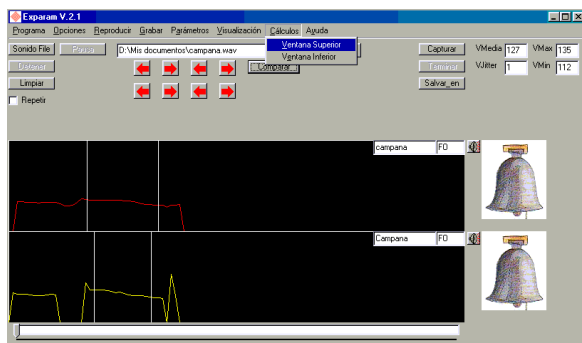 Exparam V.2.1
Programa Opciones Reproducir Grabar Parámetros Visualización Cálculos Ayuda
Sonido File Pausa D:\Mis documentos\campana.wav Ventana Superior Capturar VMedia 127 VMax 135
Detener Comparar Ventana Inferior Terminar VJitter 1 VMin 112
Limpiar Salvar_en
Repetir
campana F0
Campana F0